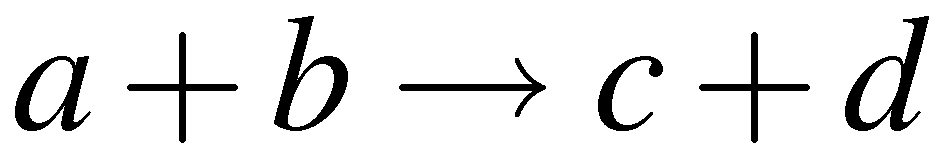 a + b → c + d